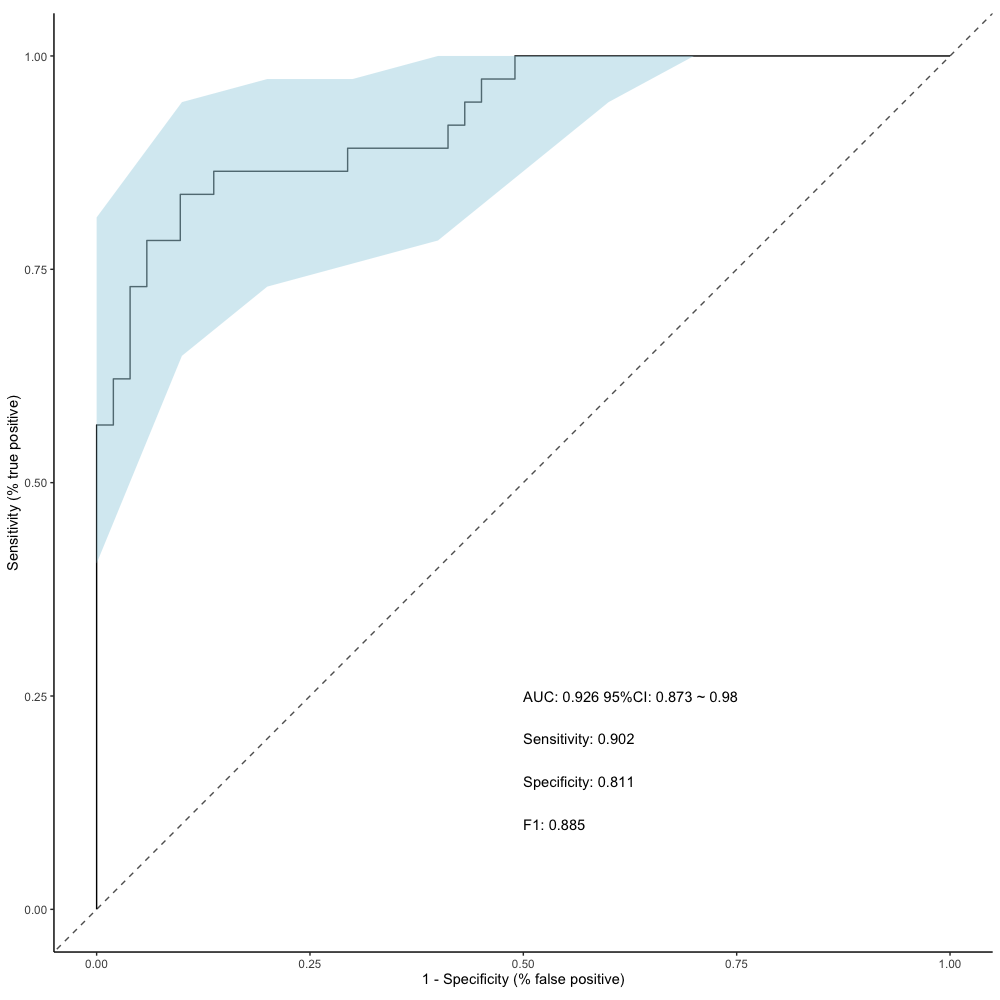 Sensitivity (% true positive)
1.00
0.75
0.50
0.25
0.00
AUC: 0.926 95%CI: 0.873 ~ 0.98
Sensitivity: 0.902
Specificity: 0.811
F1: 0.885
0.00 0.25 0.50 0.75 1.00
1 - Specificity (% false positive)